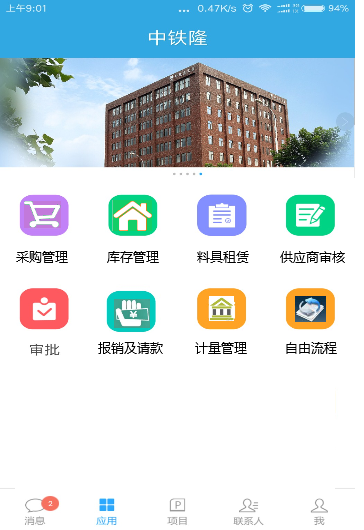 上午9:01 ... 0.47K/s 94%
中铁隆
采购管理 库存管理 料具租赁 供应商审核
审批 报销及请款 计量管理 自由流程
2
消息 应用 项目 联系人 我